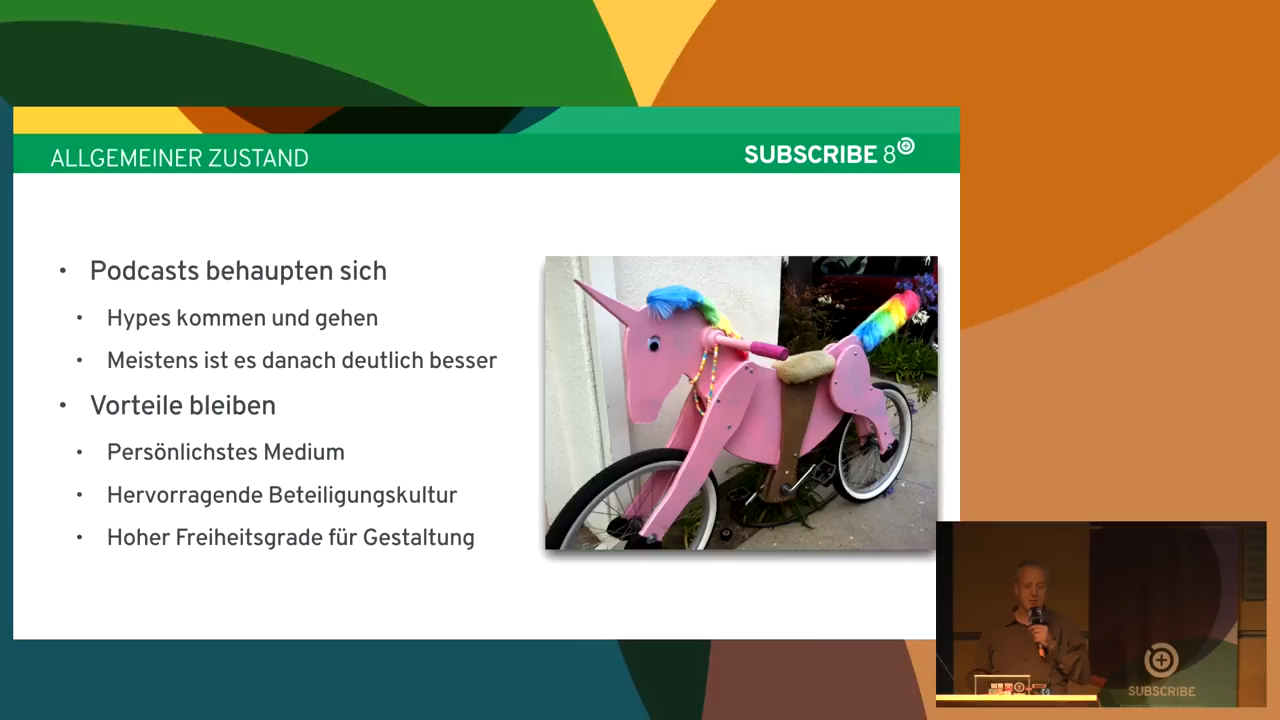 ALLGEMEINER ZUSTAND
SUBSCRIBE 8
• Podcasts behaupten sich
• Hypes kommen und gehen
• Meistens ist es danach deutlich besser
• Vorteile bleiben
• Persönlichstes Medium
• Hervorragende Beteiligungskultur
• Hoher Freiheitsgrade für Gestaltung
SUBSCRIBE